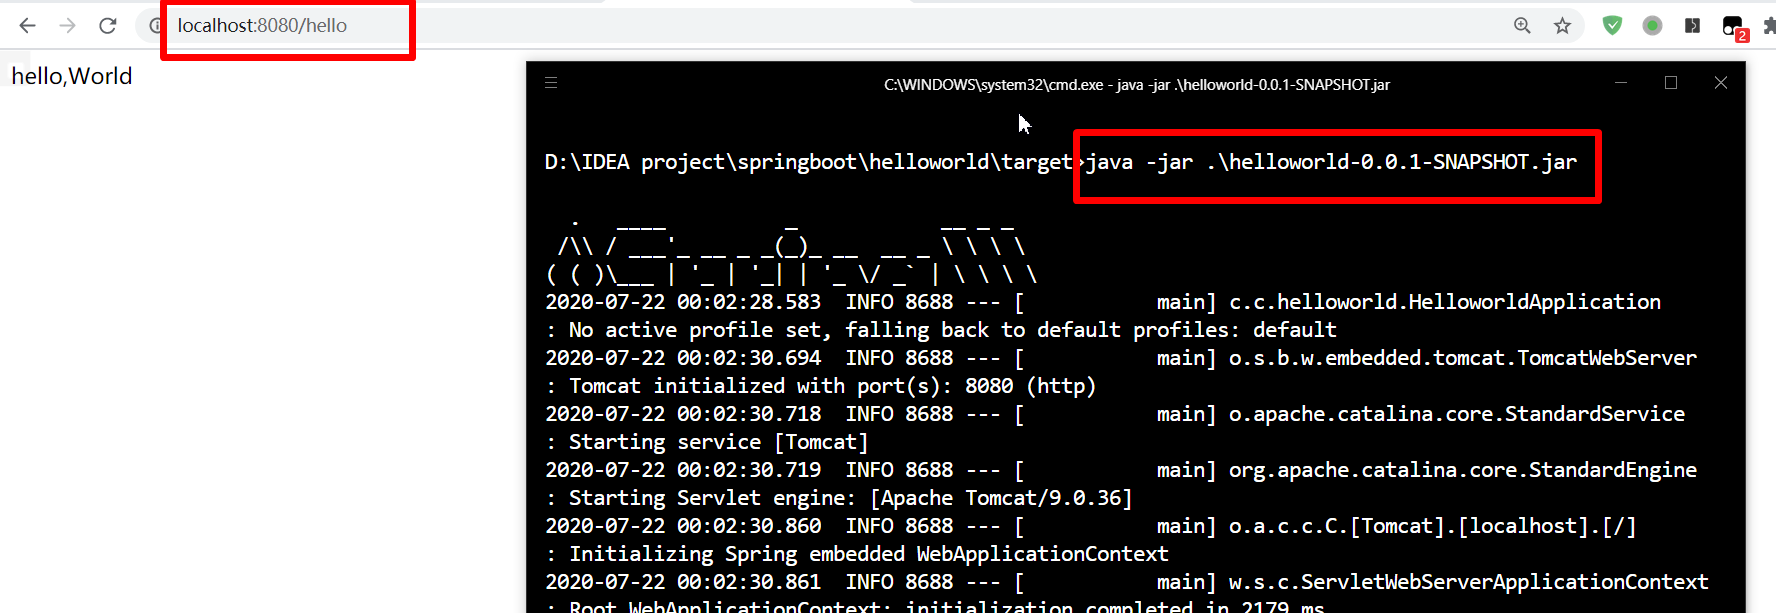 localhost:8080/hello
2
hello,World
C:\WINDOWS\system32\cmd.exe - java -jar .\helloworld-0.0.1-SNAPSHOT.jar
D:\IDEA project\springboot\helloworld\target>java -jar .\helloworld-0.0.1-SNAPSHOT.jar
2020-07-22 00:02:28.583  INFO 8688 --- [           main] c.c.helloworld.HelloworldApplication
: No active profile set, falling back to default profiles: default
2020-07-22 00:02:30.694  INFO 8688 --- [           main] o.s.b.w.embedded.tomcat.TomcatWebServer
: Tomcat initialized with port(s): 8080 (http)
2020-07-22 00:02:30.718  INFO 8688 --- [           main] o.apache.catalina.core.StandardService
: Starting service [Tomcat]
2020-07-22 00:02:30.719  INFO 8688 --- [           main] org.apache.catalina.core.StandardEngine
: Starting Servlet engine: [Apache Tomcat/9.0.36]
2020-07-22 00:02:30.860  INFO 8688 --- [           main] o.a.c.c.C.[Tomcat].[localhost].[/]
: Initializing Spring embedded WebApplicationContext
2020-07-22 00:02:30.861  INFO 8688 --- [           main] w.s.c.ServletWebServerApplicationContext
: Root WebApplicationContext: initialization completed in 2179 ms